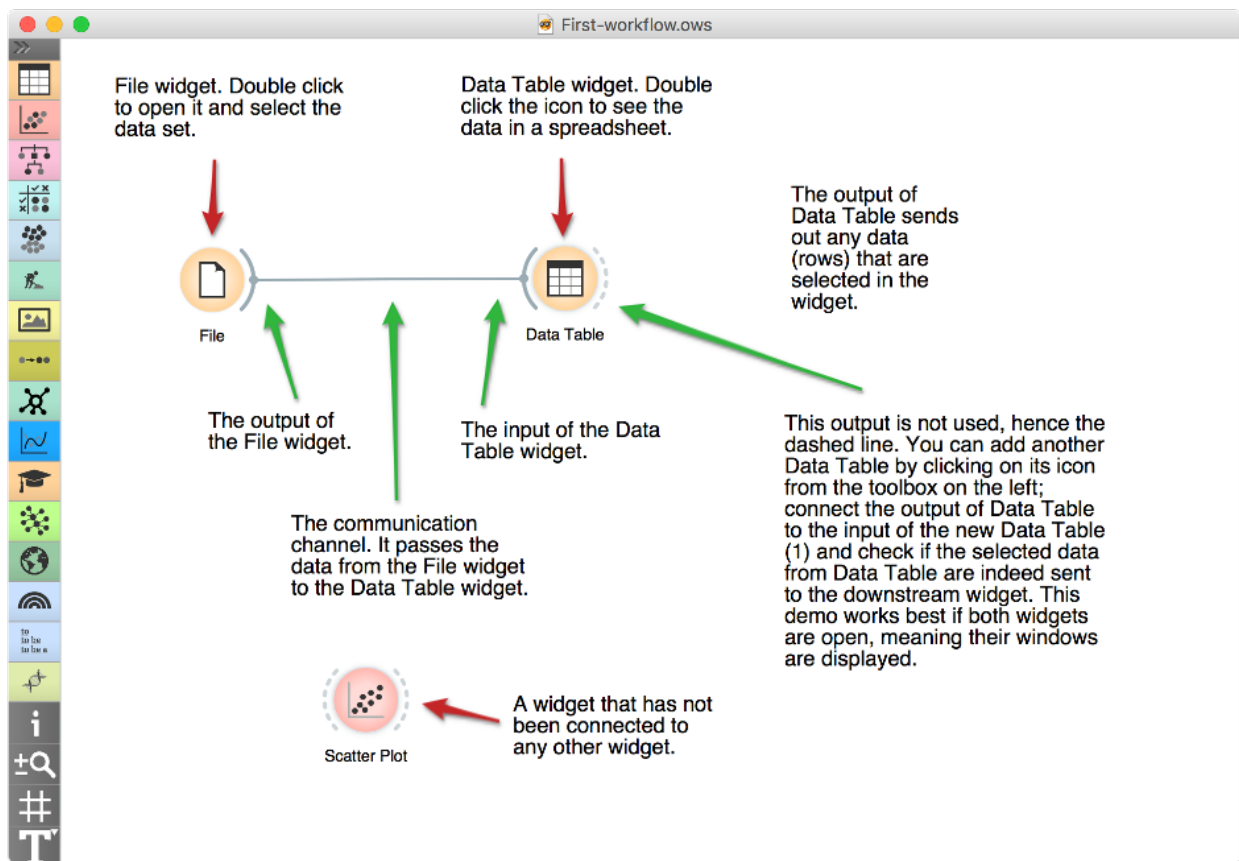 First-workflow.ows
File widget. Double click
to open it and select the
data set.
Data Table widget. Double
click the icon to see the
data in a spreadsheet.
The output of
Data Table sends
out any data
(rows) that are
selected in the
widget.
File
Data Table
The output of
the File widget.
The input of the Data
Table widget.
This output is not used, hence the
dashed line. You can add another
Data Table by clicking on its icon
from the toolbox on the left;
connect the output of Data Table
to the input of the new Data Table
(1) and check if the selected data
from Data Table are indeed sent
to the downstream widget. This
demo works best if both widgets
are open, meaning their windows
are displayed.
The communication
channel. It passes the
data from the File widget
to the Data Table widget.
to
to be
to be a
A widget that has not
been connected to
any other widget.
Scatter Plot
i
T